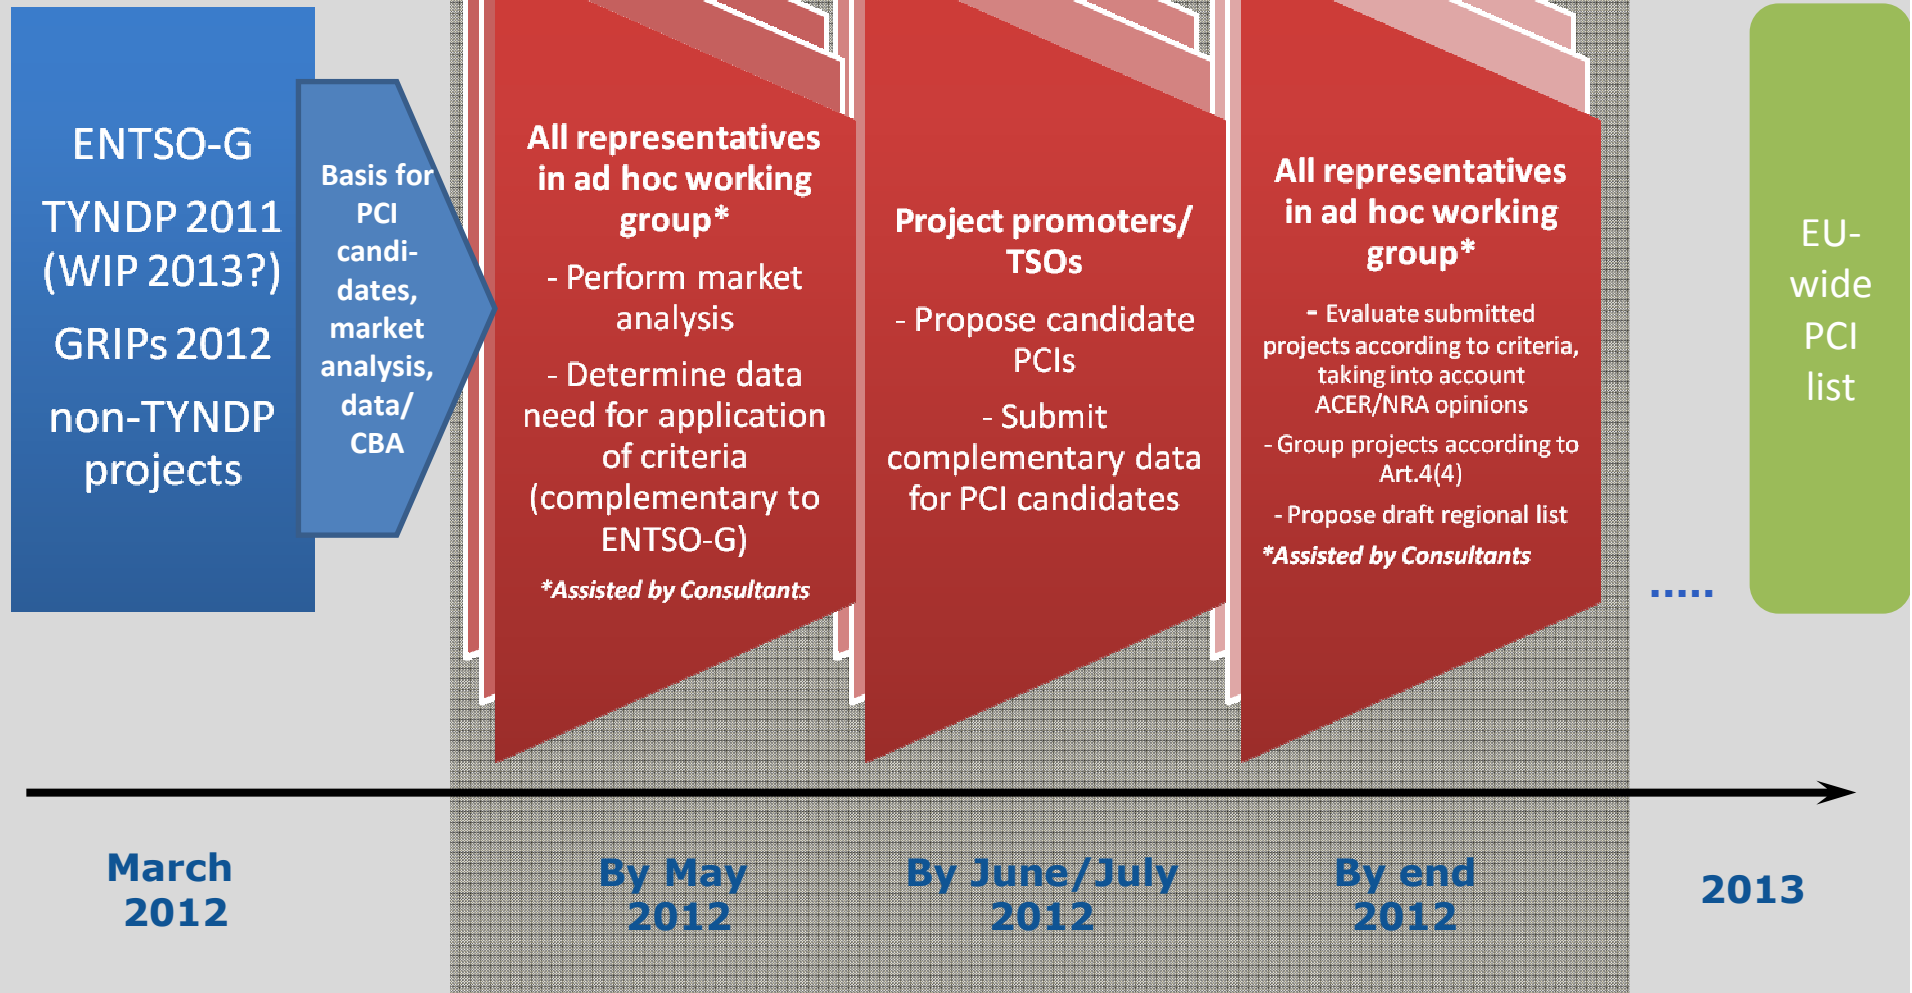 ENTSO-G
TYNDP 2011
(WIP 2013?)
GRIPs 2012
non-TYNDP
projects
Basis for
PCI
candi-
dates,
market
analysis,
data/
CBA
All representatives
in ad hoc working
group*
- Perform market
analysis
- Determine data
need for application
of criteria
(complementary to
ENTSO-G)
*Assisted by Consultants
Project promoters/
TSOs
- Propose candidate
PCIs
- Submit
complementary data
for PCI candidates
All representatives
in ad hoc working
group*
- Evaluate submitted
projects according to criteria,
taking into account
ACER/NRA opinions
- Group projects according to
Art.4(4)
- Propose draft regional list
*Assisted by Consultants
.....
EU-
wide
PCI
list
March
2012
By May
2012
By June/July
2012
By end
2012
2013